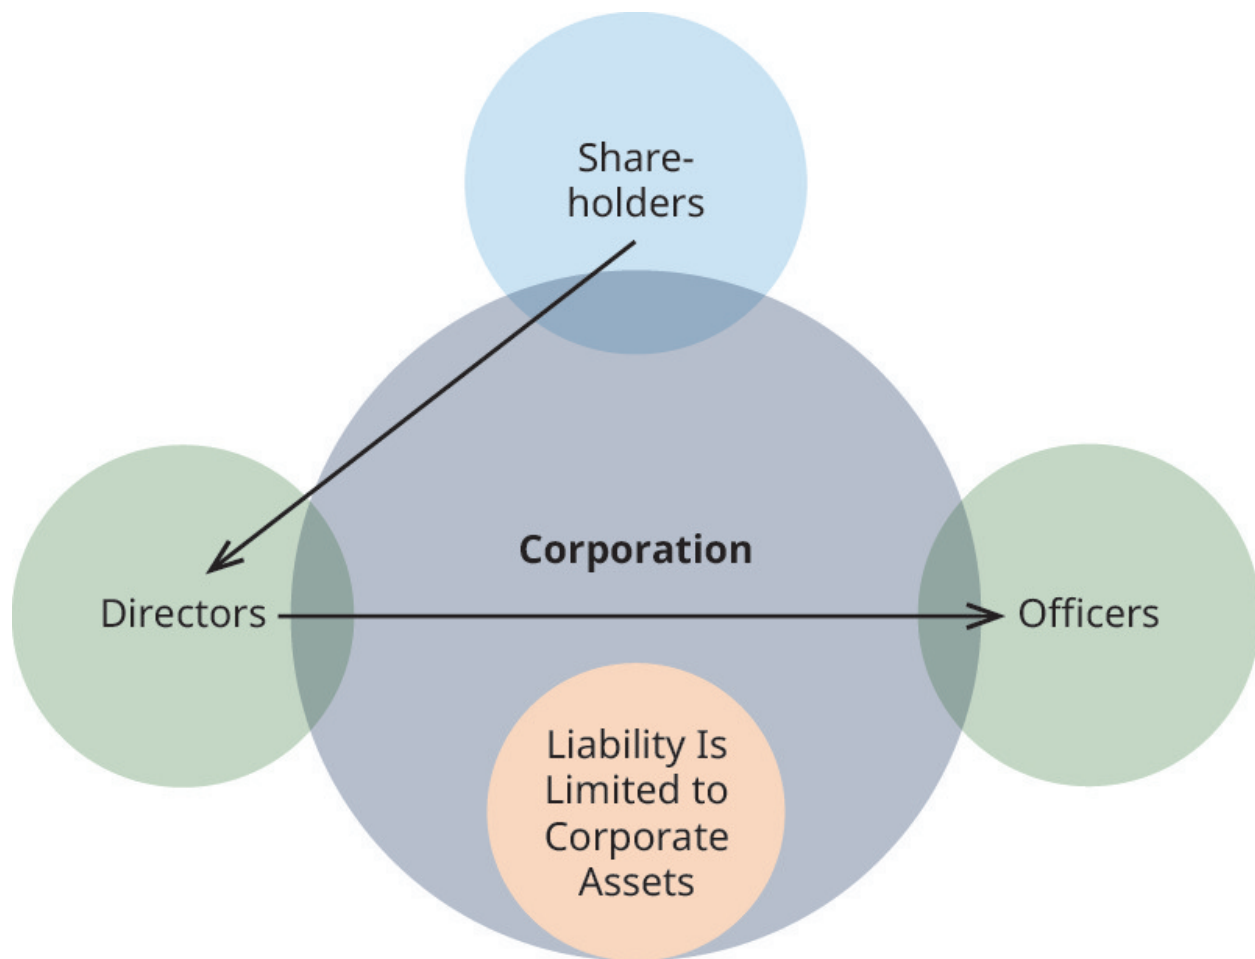 Share-
holders
Corporation
Directors
Officers
Liability Is
Limited to
Corporate
Assets